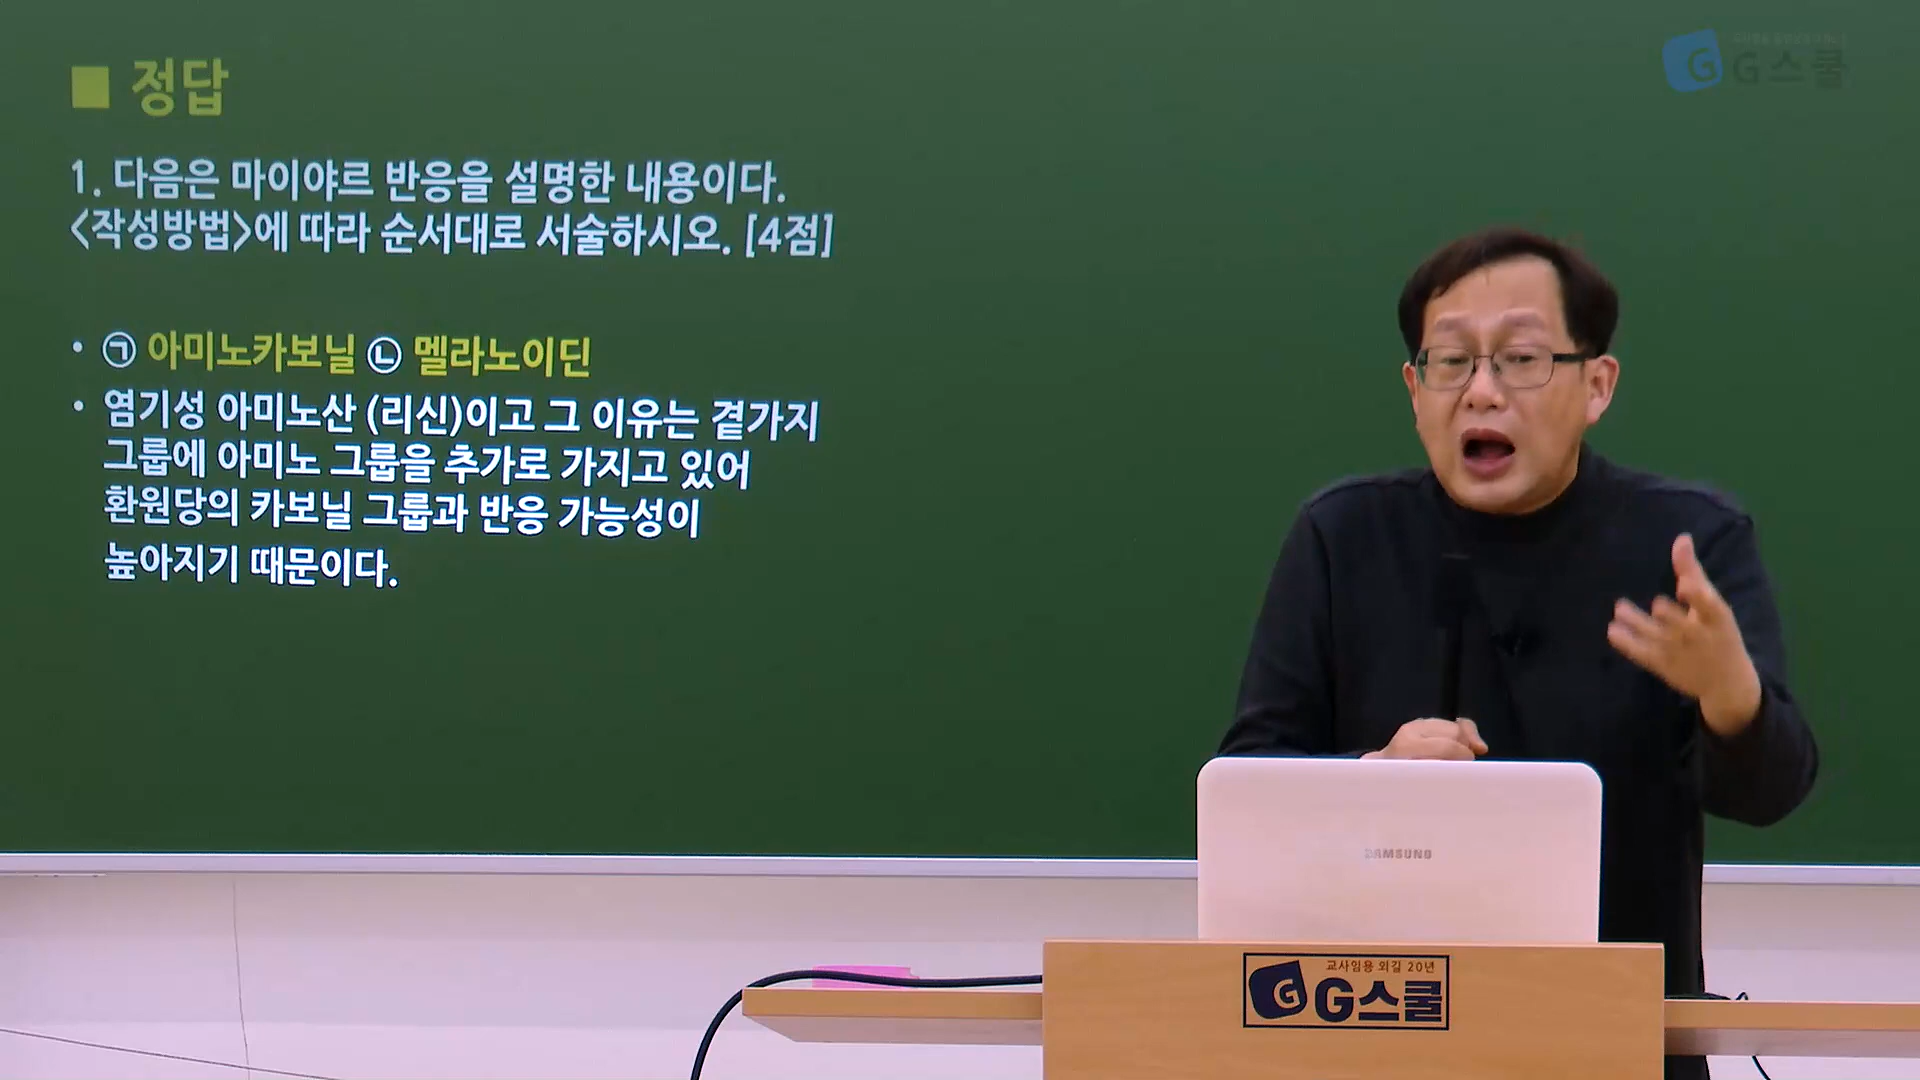 ■ 정답
1. 다음은 마이야르 반응을 설명한 내용이다.
<작성방법>에 따라 순서대로 서술하시오. [4점]
• ㉠ 아미노카보닐 ㉡ 멜라노이딘
• 염기성 아미노산 (리신)이고 그 이유는 곁가지
그룹에 아미노 그룹을 추가로 가지고 있어
환원당의 카보닐 그룹과 반응 가능성이
높아지기 때문이다.
G스쿨
SAMSUNG
교사임용 외길 20년
G스쿨